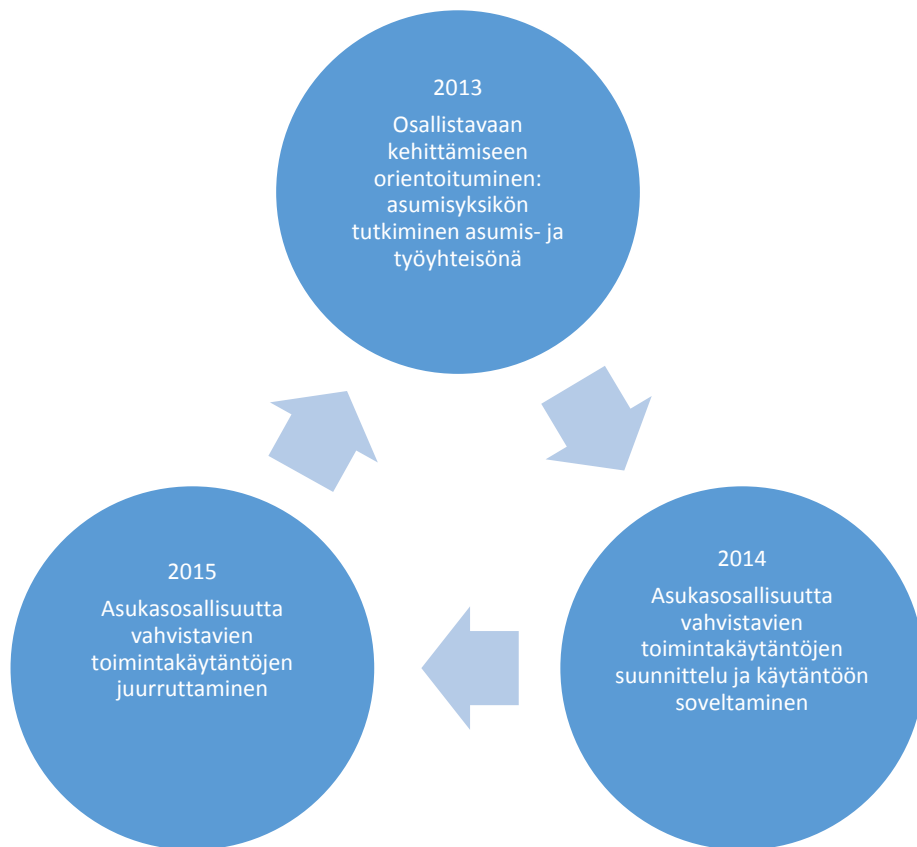 2013
Osallistavaan
kehittämiseen
orientoituminen:
asumisyksikön
tutkiminen asumis- ja
työyhteisönä
2014
Asukasosallisuutta
vahvistavien
toimintakäytäntöjen
suunnittelu ja käytäntöön
soveltaminen
2015
Asukasosallisuutta
vahvistavien
toimintakäytäntöjen
juurruttaminen